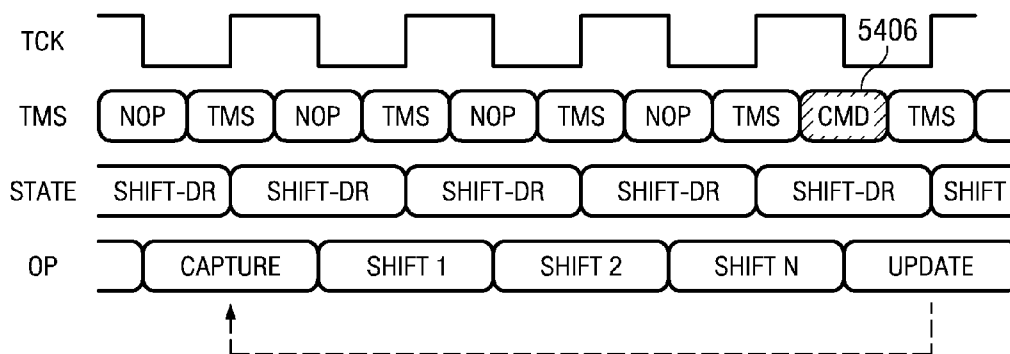 5406
TCK
TMS NOP TMS NOP TMS NOP TMS NOP TMS CMD TMS
STATE SHIFT-DR SHIFT-DR SHIFT-DR SHIFT-DR SHIFT-DR SHIFT
OP CAPTURE SHIFT 1 SHIFT 2 SHIFT N UPDATE